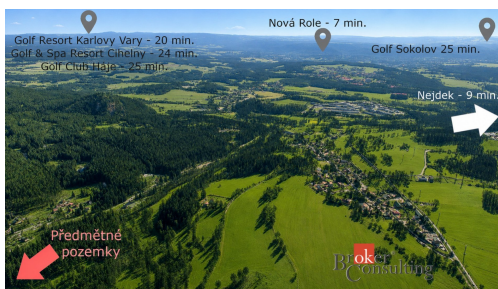 Golf Resort Karlovy Vary - 20 min.
Golf & Spa Resort Cihelny - 24 min.
Golf Club Háje - 25 min.
Nová Role - 7 min.
Golf Sokolov 25 min.
Nejdek - 9 min.
Předmětné
pozemky
Broker
Consulting